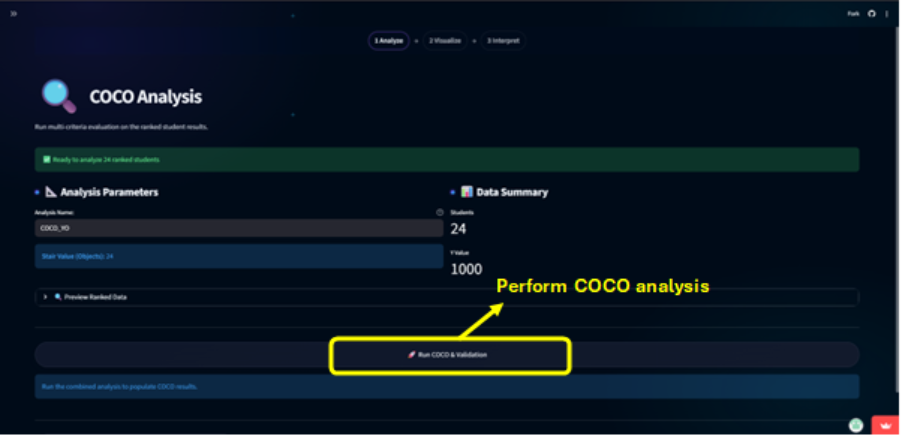 Fork
1 Analyze
2 Visualize
3 Interpret
COCO Analysis
Run multi-criteria evaluation on the ranked student results.
Ready to analyze 24 ranked students
Analysis Parameters
Analysis Name:
COCO_YO
Stair Value (Objects): 24
Data Summary
Students
24
Y Value
1000
Perform COCO analysis
Preview Ranked Data
Run COCO & Validation
Run the combined analysis to populate COCO results.